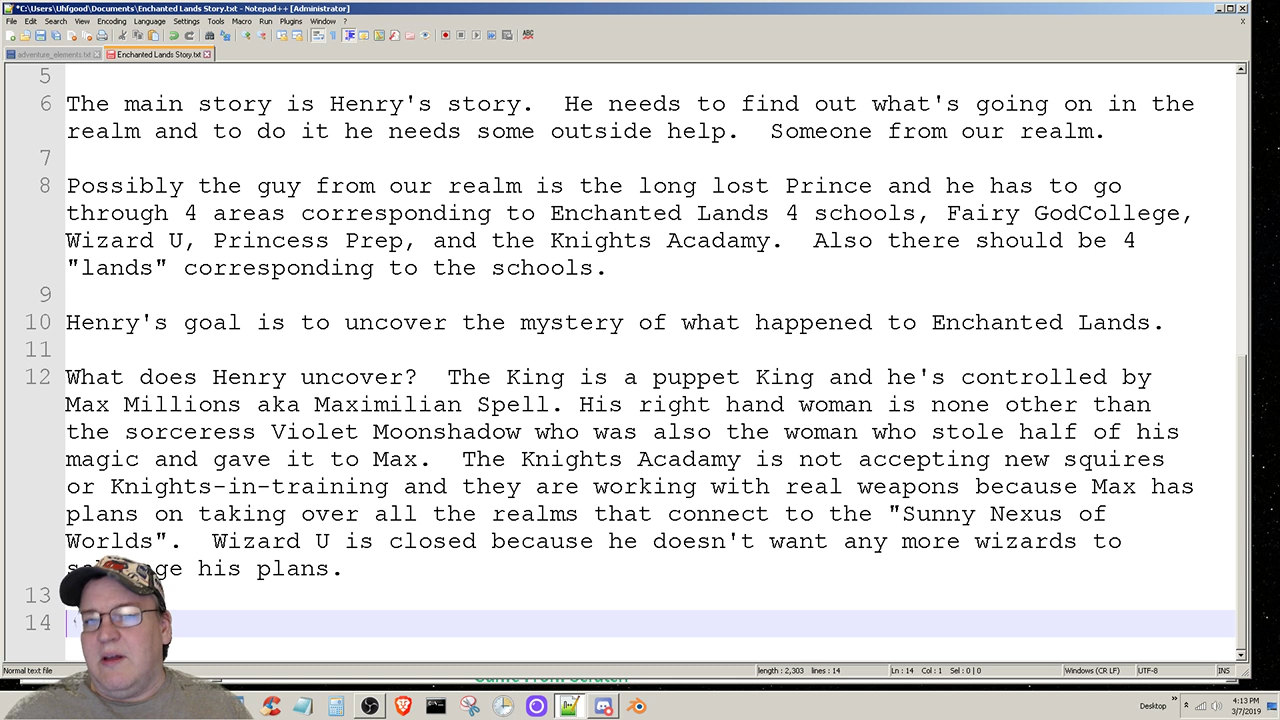 *C:\Users\Uhfgood\Documents\Enchanted Lands Story.txt - Notepad++ [Administrator]
File Edit Search View Encoding Language Settings Tools Macro Run Plugins Window ?
X
adventure_elements.txt Enchanted Lands Story.txt
5
6 The main story is Henry's story. He needs to find out what's going on in the
realm and to do it he needs some outside help. Someone from our realm.
7
8 Possibly the guy from our realm is the long lost Prince and he has to go
through 4 areas corresponding to Enchanted Lands 4 schools, Fairy GodCollege,
Wizard U, Princess Prep, and the Knights Acadamy. Also there should be 4
"lands" corresponding to the schools.
9
10 Henry's goal is to uncover the mystery of what happened to Enchanted Lands.
11
12 What does Henry uncover? The King is a puppet King and he's controlled by
Max Millions aka Maximilian Spell. His right hand woman is none other than
the sorceress Violet Moonshadow who was also the woman who stole half of his
magic and gave it to Max. The Knights Acadamy is not accepting new squires
or Knights-in-training and they are working with real weapons because Max has
plans on taking over all the realms that connect to the "Sunny Nexus of
Worlds". Wizard U is closed because he doesn't want any more wizards to
his plans.
13
14
Normal text file length : 2,303 lines : 14 Ln : 14 Col : 1 Sel : 0 | 0 Windows (CR LF) UTF-8 INS
Game From Scratch
Desktop 4:13 PM
3/7/2019